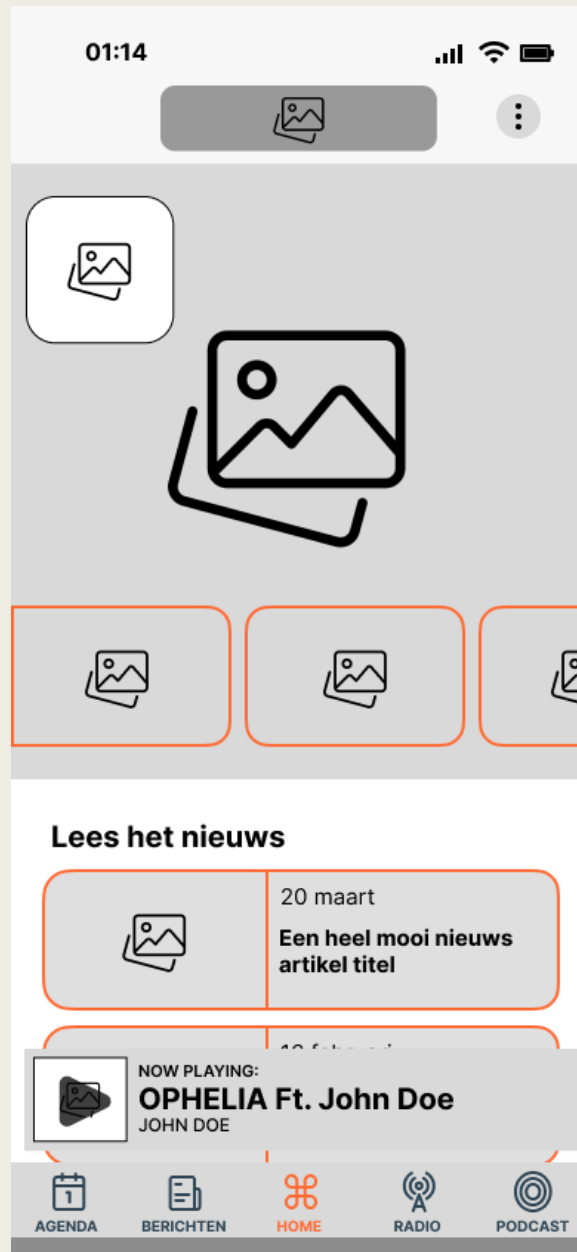 01:14
Lees het nieuws
20 maart
Een heel mooi nieuws
artikel titel
NOW PLAYING:
OPHELIA Ft. John Doe
JOHN DOE
1
AGENDA
BERICHTEN
HOME
RADIO
PODCAST